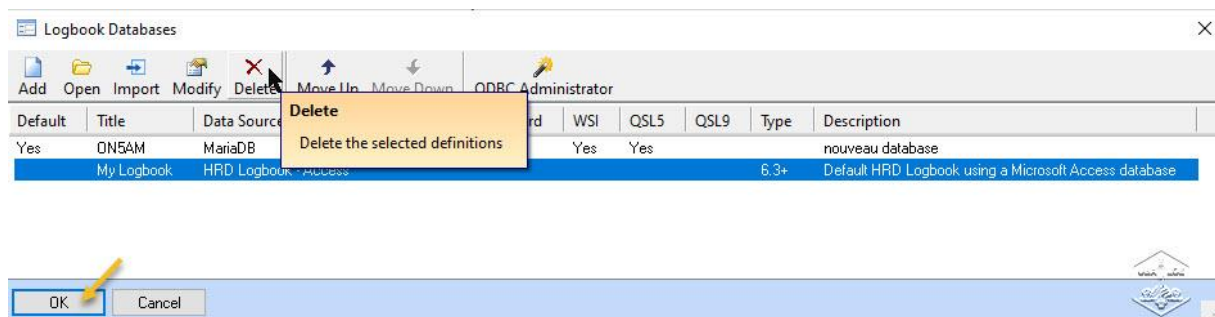 Logbook Databases
Add Open Import Modify Delete Move Up Move Down ODBC Administrator
Default Title Data Source rd WSI QSL5 QSL9 Type Description
Delete
Delete the selected definitions
Yes ON5AM MariaDB Yes Yes nouveau database
My Logbook HRD Logbook - Access 6.3+ Default HRD Logbook using a Microsoft Access database
OK Cancel